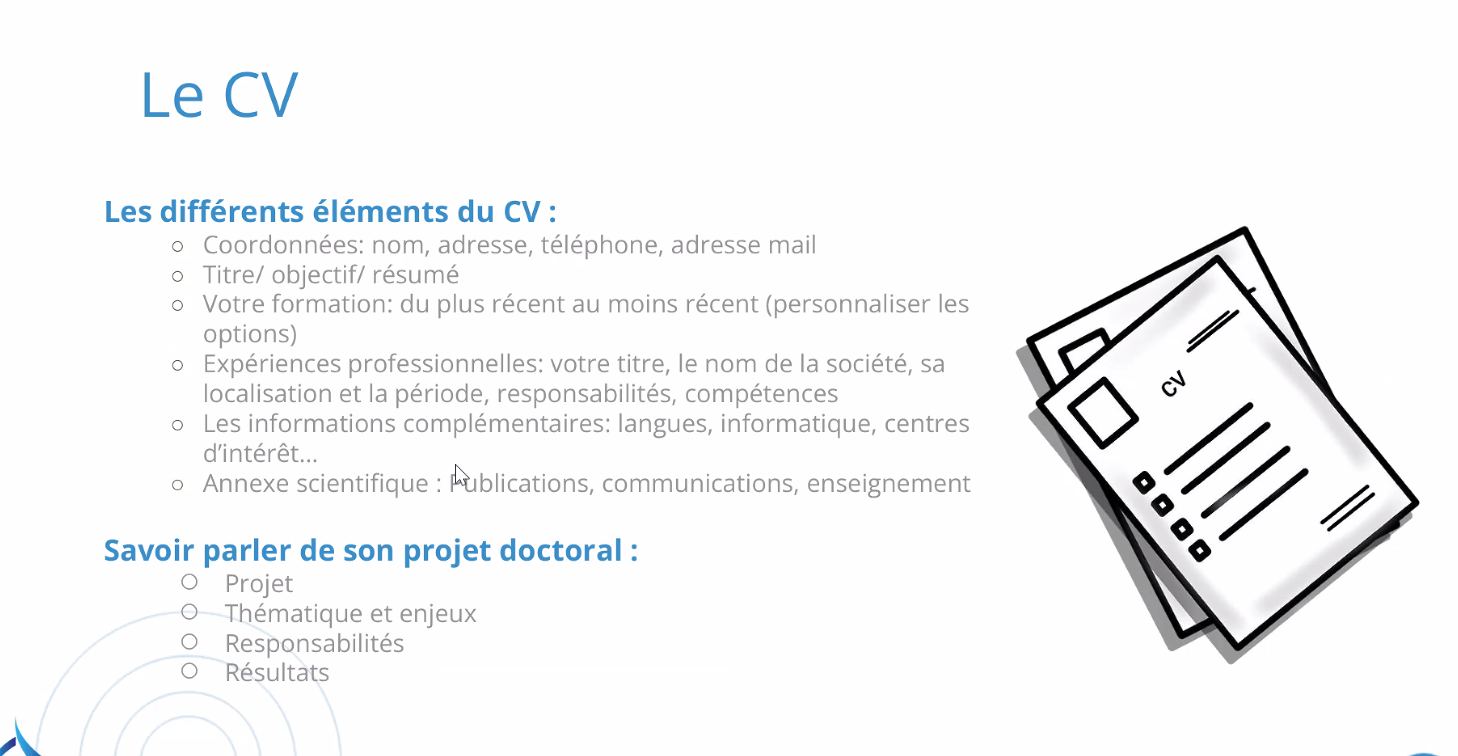 Le CV
Les différents éléments du CV :
Coordonnées: nom, adresse, téléphone, adresse mail
Titre/ objectif/ résumé
Votre formation: du plus récent au moins récent (personnaliser les
options)
Expériences professionnelles: votre titre, le nom de la société, sa
localisation et la période, responsabilités, compétences
Les informations complémentaires: langues, informatique, centres
d’intérêt…
Annexe scientifique : Publications, communications, enseignement
CV
Savoir parler de son projet doctoral :
Projet
Thématique et enjeux
Responsabilités
Résultats